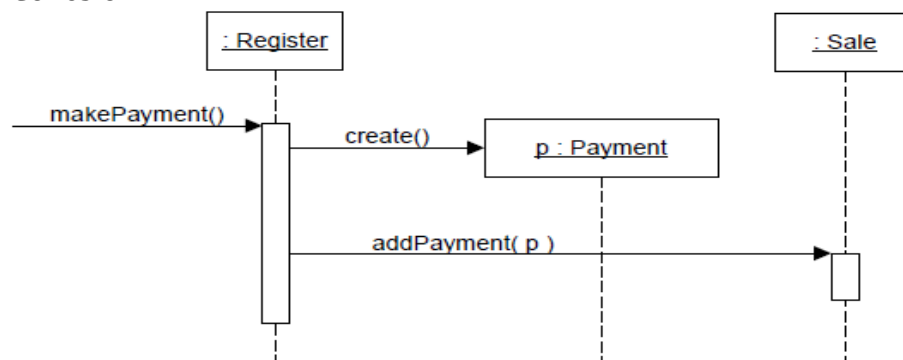 : Register
: Sale
makePayment()
create()
p : Payment
addPayment( p )